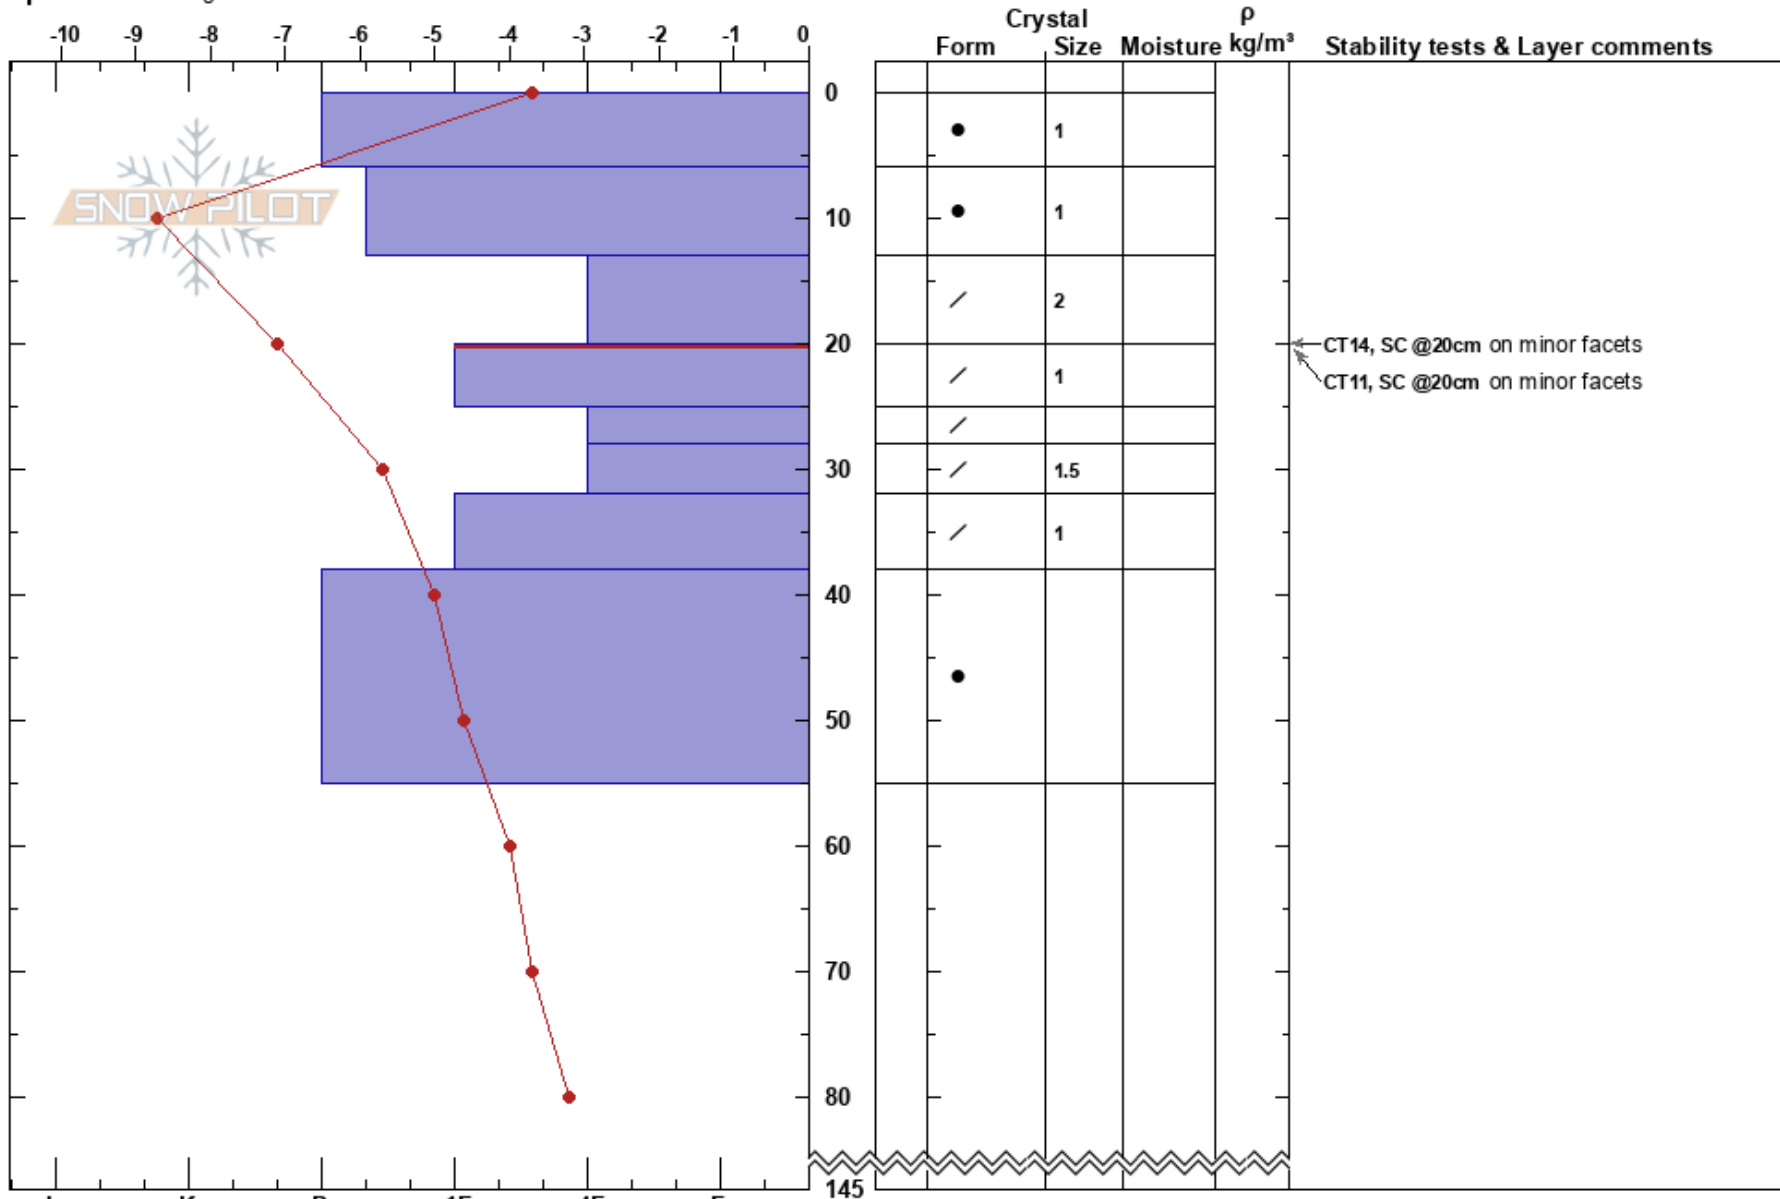 Crystal ρ
-10 -9 -8 -7 -6 -5 -4 -3 -2 -1 0 Form Size Moisture kg/m³ Stability tests & Layer comments
0
1
SNOW PILOT 10 1
2
20 CT14, SC @20cm on minor facets
1 CT11, SC @20cm on minor facets
30 1.5
1
40
50
60
70
80
145